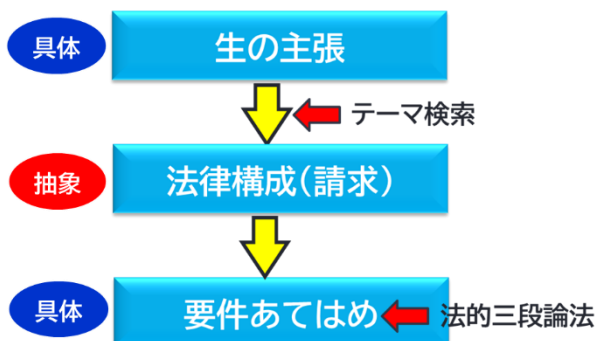 具体
生の主張
テーマ検索
抽象
法律構成（請求）
具体
要件あてはめ
法的三段論法